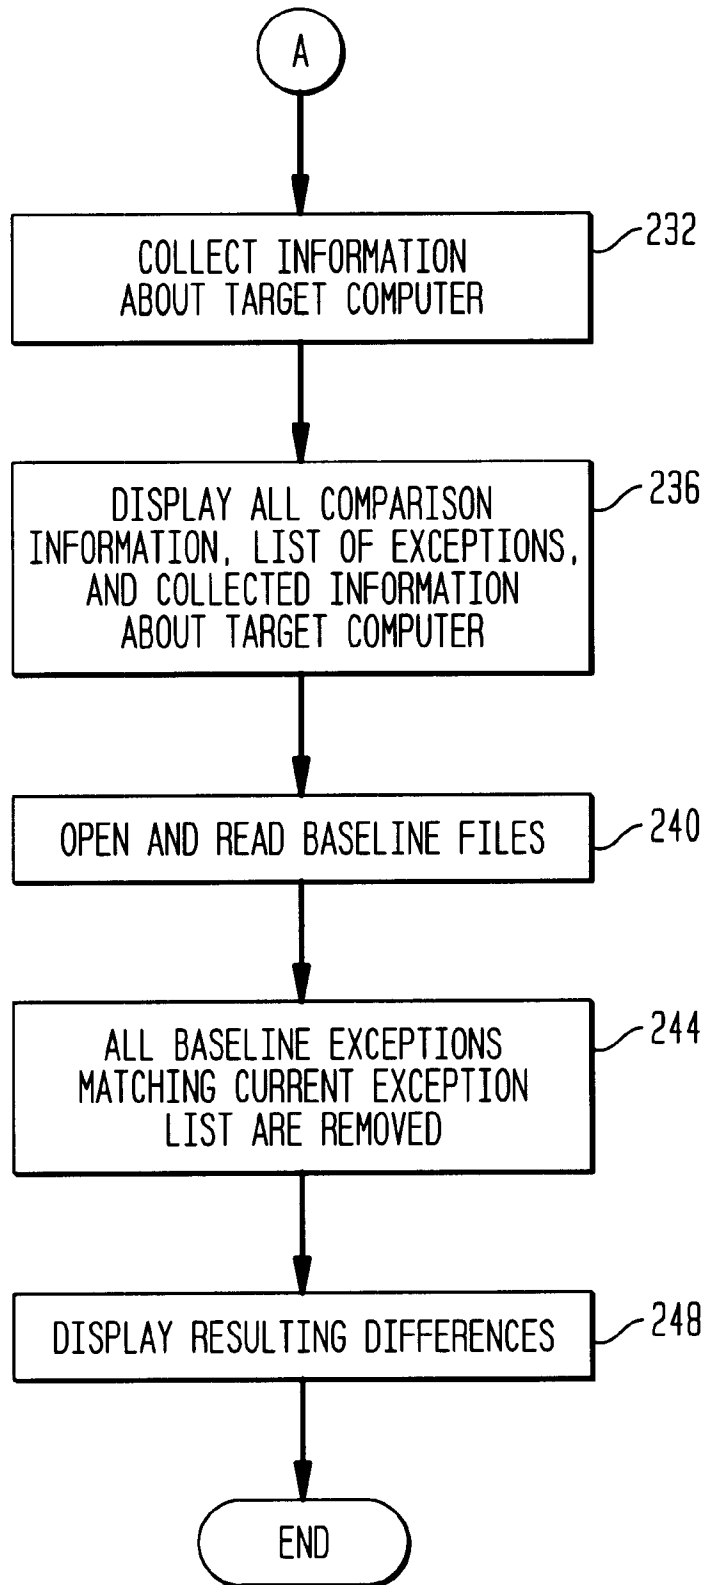 A
COLLECT INFORMATION
ABOUT TARGET COMPUTER
232
DISPLAY ALL COMPARISON
INFORMATION, LIST OF EXCEPTIONS,
AND COLLECTED INFORMATION
ABOUT TARGET COMPUTER
236
OPEN AND READ BASELINE FILES
240
ALL BASELINE EXCEPTIONS
MATCHING CURRENT EXCEPTION
LIST ARE REMOVED
244
DISPLAY RESULTING DIFFERENCES
248
END